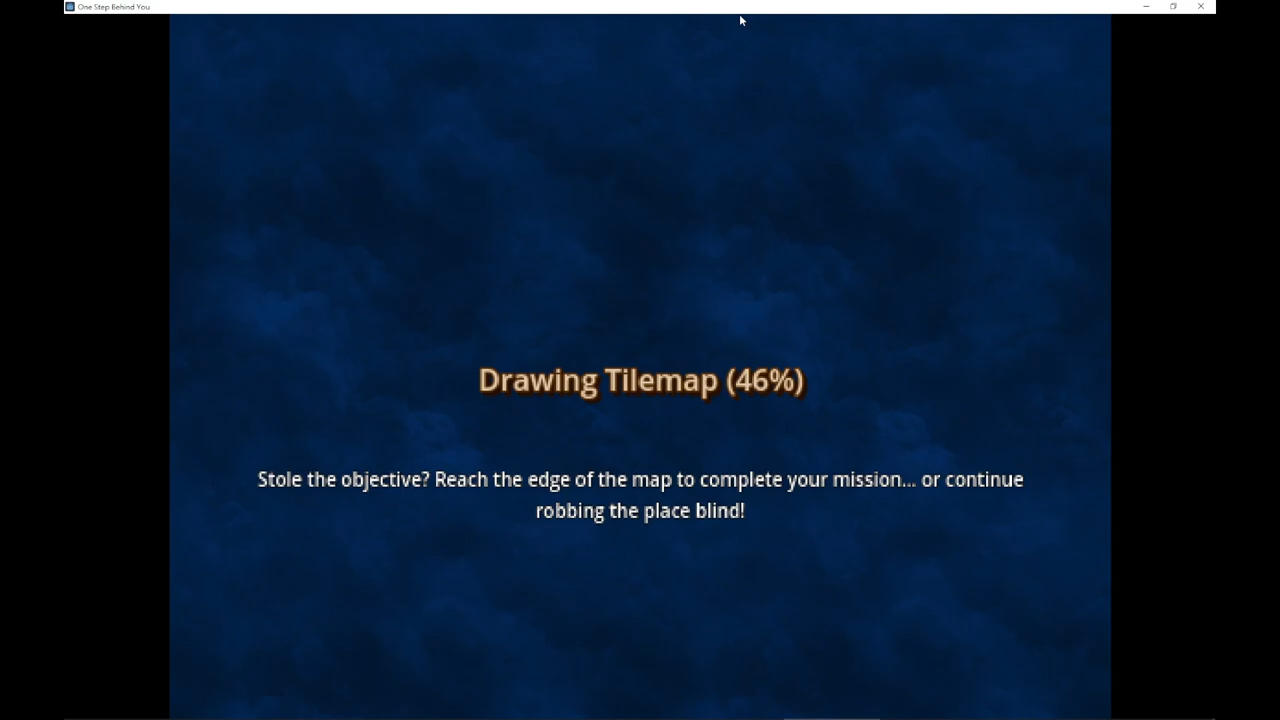 One Step Behind You
Drawing Tilemap (46%)
Stole the objective? Reach the edge of the map to complete your mission... or continue
robbing the place blind!